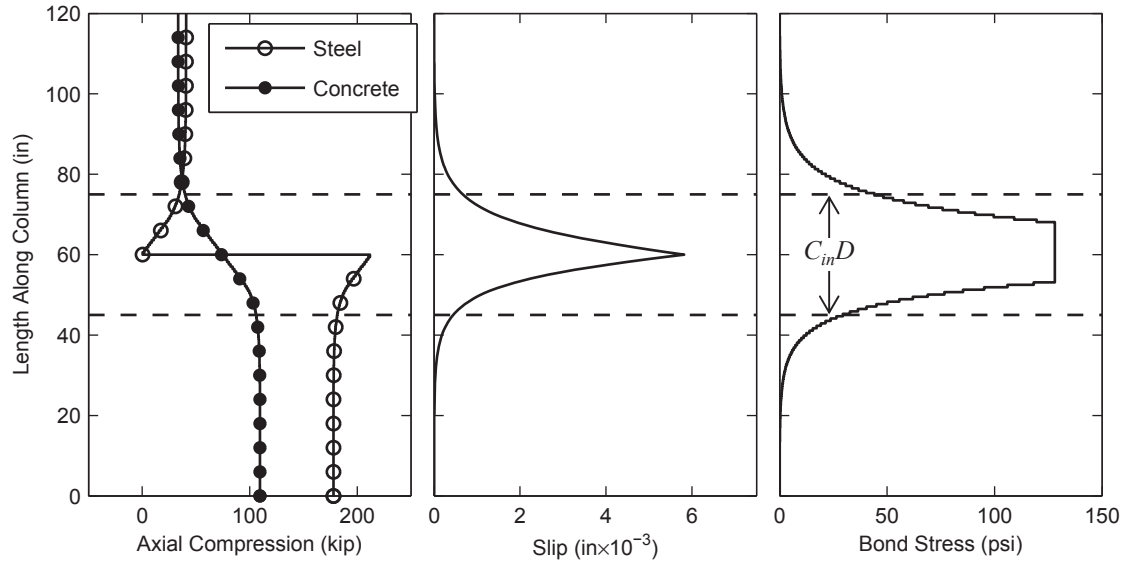 120
100
80
60
40
20
0
Length Along Column (in)
Steel
Concrete
0 100 200
Axial Compression (kip)
0 2 4 6
Slip (in×10⁻³)
CinD
0 50 100 150
Bond Stress (psi)